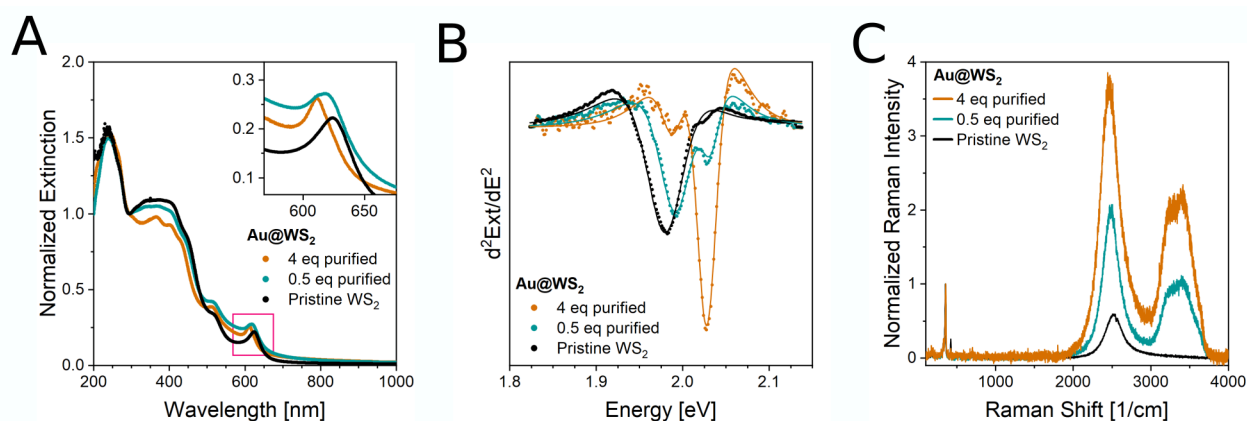 A
B
C
Normalized Extinction
2.0
1.5
1.0
0.5
0.0
200
400
600
800
1000
Wavelength [nm]
0.3
0.2
0.1
600
650
Au@WS₂
4 eq purified
0.5 eq purified
Pristine WS₂
d²Ext/dE²
1.8
1.9
2.0
2.1
Energy [eV]
Au@WS₂
4 eq purified
0.5 eq purified
Pristine WS₂
Normalized Raman Intensity
4
3
2
1
0
1000
2000
3000
4000
Raman Shift [1/cm]
Au@WS₂
4 eq purified
0.5 eq purified
Pristine WS₂